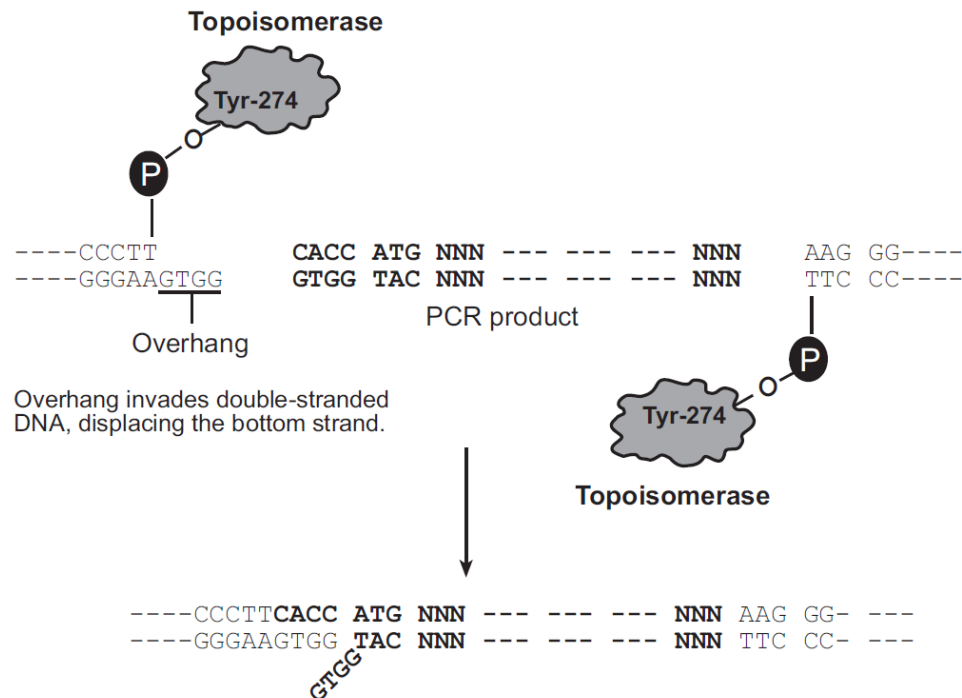 Topoisomerase
Tyr-274
O
P
----CCCTT CACC ATG NNN --- --- --- NNN AAG GG----
----GGGAAGTGG GTGG TAC NNN --- --- --- NNN TTC CC----
PCR product
Overhang
P
O
Tyr-274
Topoisomerase
Overhang invades double-stranded
DNA, displacing the bottom strand.
----CCCTTCACC ATG NNN --- --- --- NNN AAG GG- ---
----GGGAAGTGG TAC NNN --- --- --- NNN TTC CC- ---
GTGG